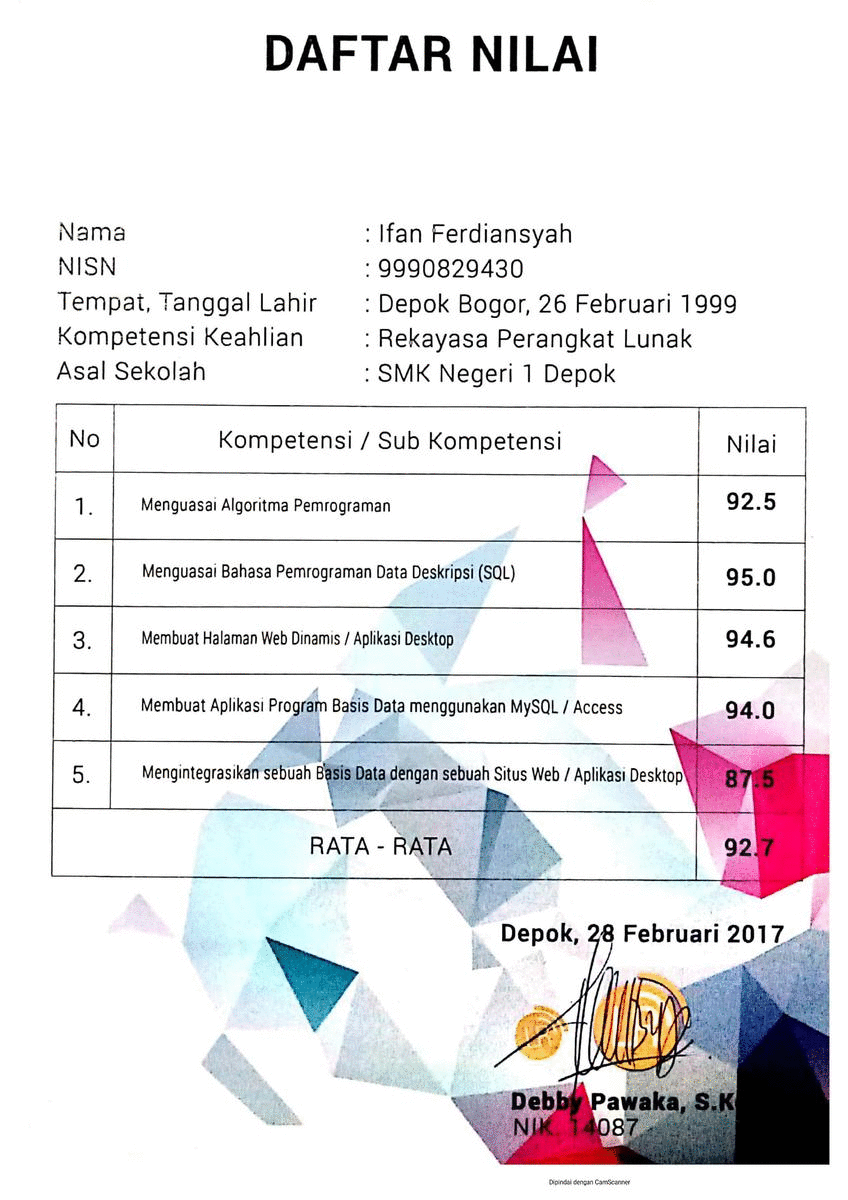 DAFTAR NILAI
Nama : Ifan Ferdiansyah
NISN : 9990829430
Tempat, Tanggal Lahir : Depok Bogor, 26 Februari 1999
Kompetensi Keahlian : Rekayasa Perangkat Lunak
Asal Sekolah : SMK Negeri 1 Depok
No Kompetensi / Sub Kompetensi Nilai
1. Menguasai Algoritma Pemrograman 92.5
2. Menguasai Bahasa Pemrograman Data Deskripsi (SQL) 95.0
3. Membuat Halaman Web Dinamis / Aplikasi Desktop 94.6
4. Membuat Aplikasi Program Basis Data menggunakan MySQL / Access 94.0
5. Mengintegrasikan sebuah Basis Data dengan sebuah Situs Web / Aplikasi Desktop 87.5
RATA - RATA 92.7
Depok, 28 Februari 2017
Debby Pawaka,
NIK. 14087
Dipindai dengan CamScanner